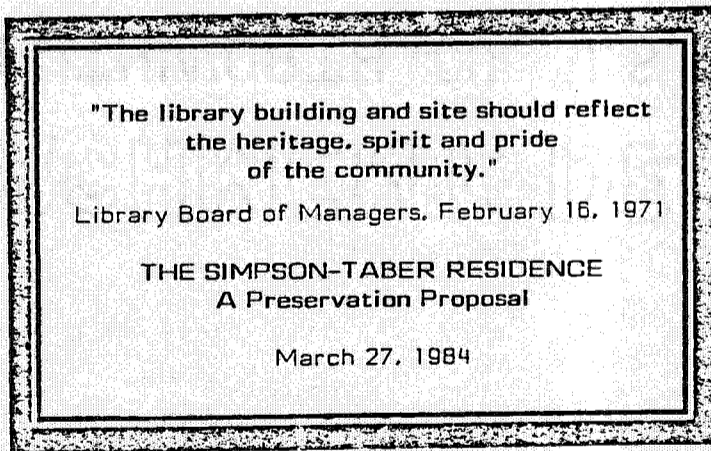 "The library building and site should reflect
the heritage, spirit and pride
of the community."
Library Board of Managers, February 16, 1971
THE SIMPSON-TABER RESIDENCE
A Preservation Proposal
March 27, 1984